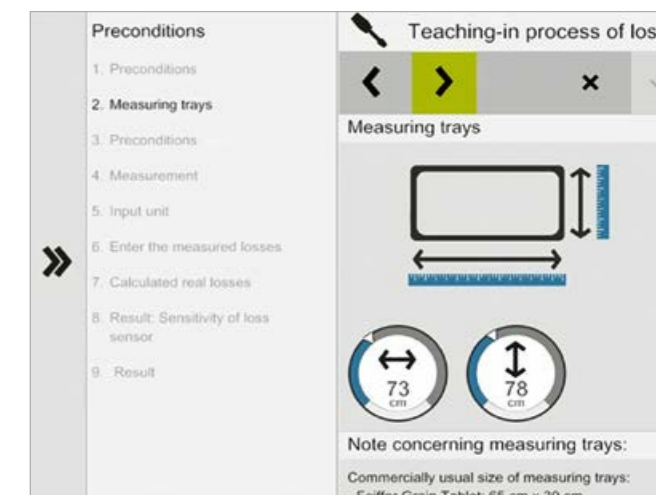 Preconditions
1. Preconditions
2. Measuring trays
3. Preconditions
4. Measurement
5. Input unit
6. Enter the measured losses
7. Calculated real losses
8. Result: Sensitivity of loss
sensor
9. Result
Teaching-in process of los
Measuring trays
73
cm
78
cm
Note concerning measuring trays:
Commercially usual size of measuring trays: